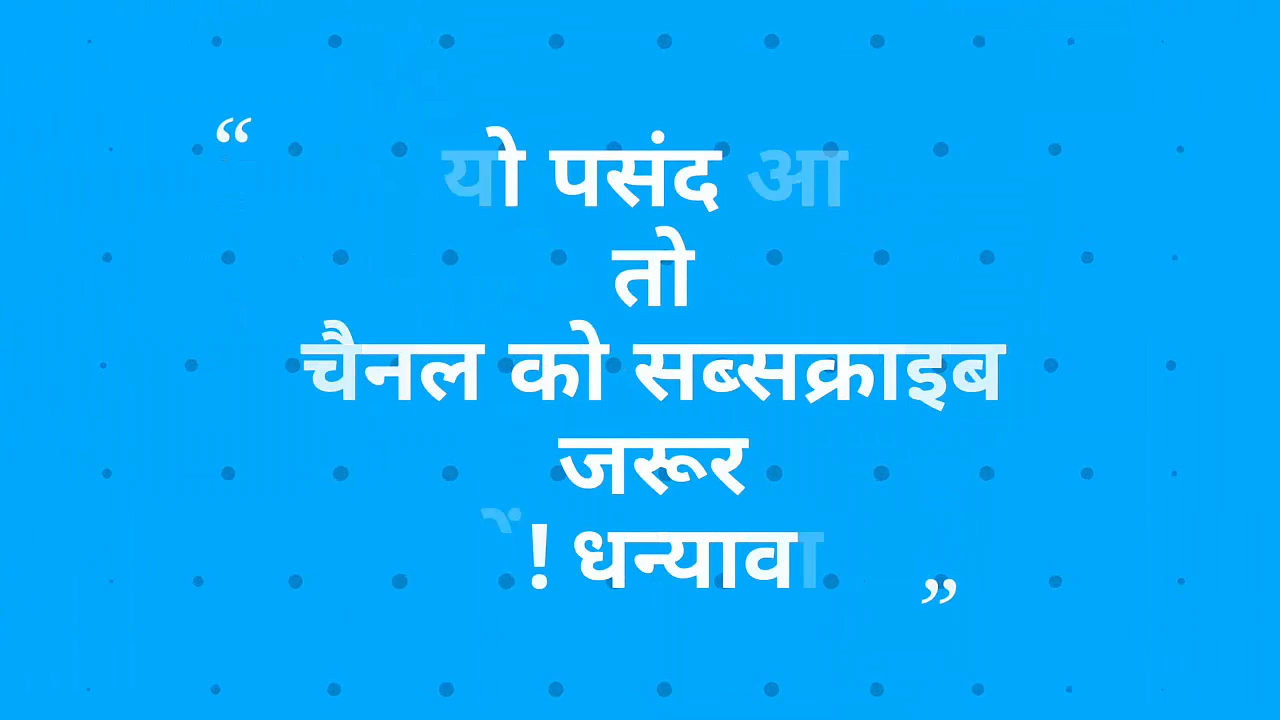 “
यो पसंद आ
तो
चैनल को सब्सक्राइब
जरूर
! धन्यावा
”